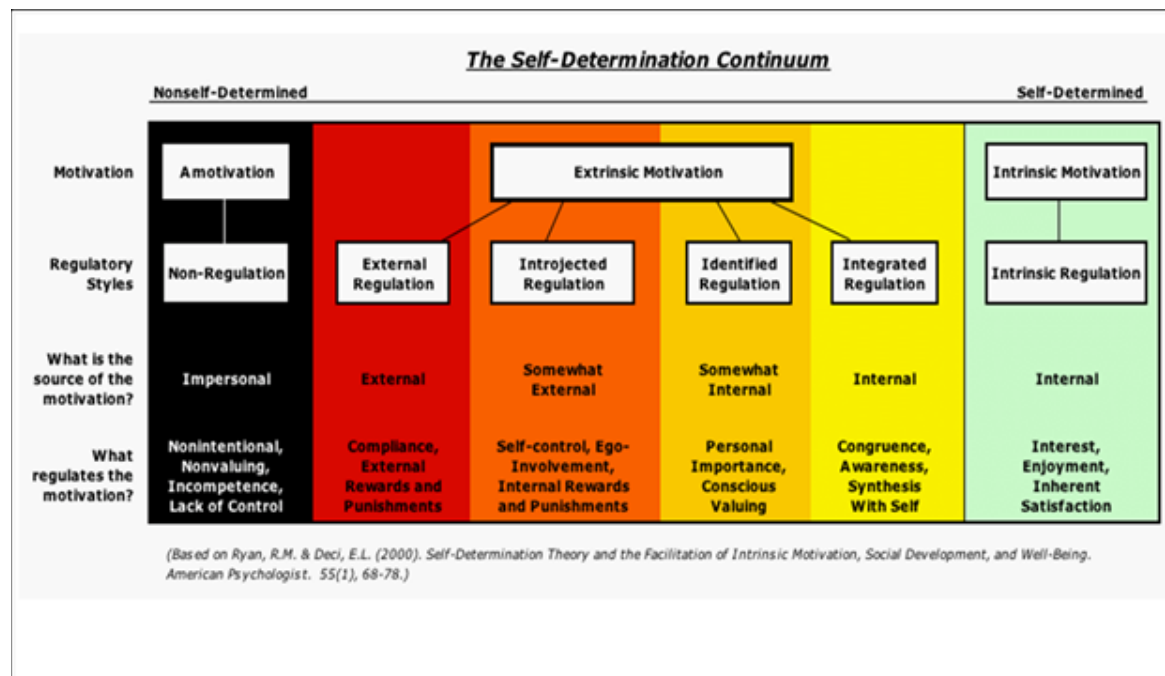 The Self-Determination Continuum
Nonself-Determined
Self-Determined
Motivation
Amotivation
Extrinsic Motivation
Intrinsic Motivation
Regulatory
Styles
Non-Regulation
External
Regulation
Introjected
Regulation
Identified
Regulation
Integrated
Regulation
Intrinsic Regulation
What is the
source of the
motivation?
Impersonal
External
Somewhat
External
Somewhat
Internal
Internal
Internal
What
regulates the
motivation?
Nonintentional,
Nonvaluing,
Incompetence,
Lack of Control
Compliance,
External
Rewards and
Punishments
Self-control, Ego-
Involvement,
Internal Rewards
and Punishments
Personal
Importance,
Conscious
Valuing
Congruence,
Awareness,
Synthesis
With Self
Interest,
Enjoyment,
Inherent
Satisfaction
(Based on Ryan, R.M. & Deci, E.L. (2000). Self-Determination Theory and the Facilitation of Intrinsic Motivation, Social Development, and Well-Being.
American Psychologist. 55(1), 68-78.)